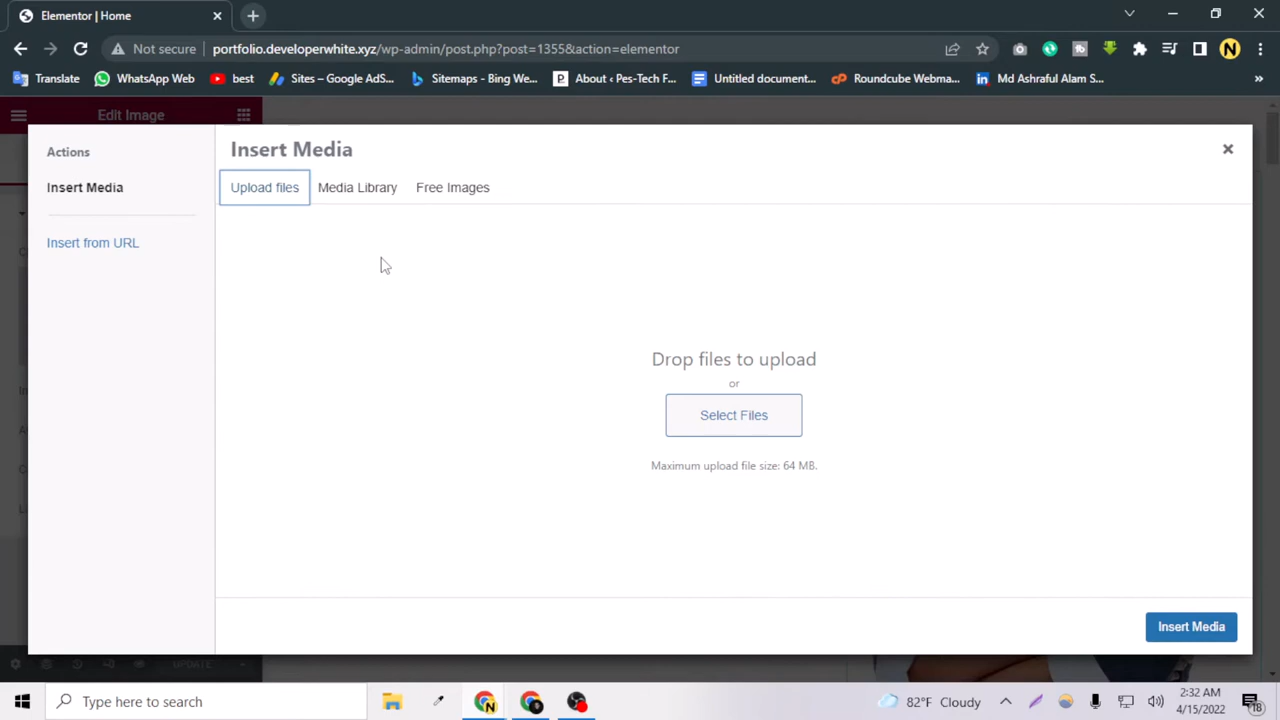 Elementor | Home
Not secure
portfolio.developerwhite.xyz/wp-admin/post.php?post=1355&action=elementor
N
Translate
WhatsApp Web
best
Sites – Google AdS...
Sitemaps - Bing We...
About ‹ Pes-Tech F...
Untitled document...
Roundcube Webma...
Md Ashraful Alam S...
»
Edit Image
Actions
Insert Media
Insert from URL
Insert Media
Upload files
Media Library
Free Images
Drop files to upload
or
Select Files
Maximum upload file size: 64 MB.
Insert Media
UPDATE
Type here to search
82°F Cloudy
2:32 AM
4/15/2022
18